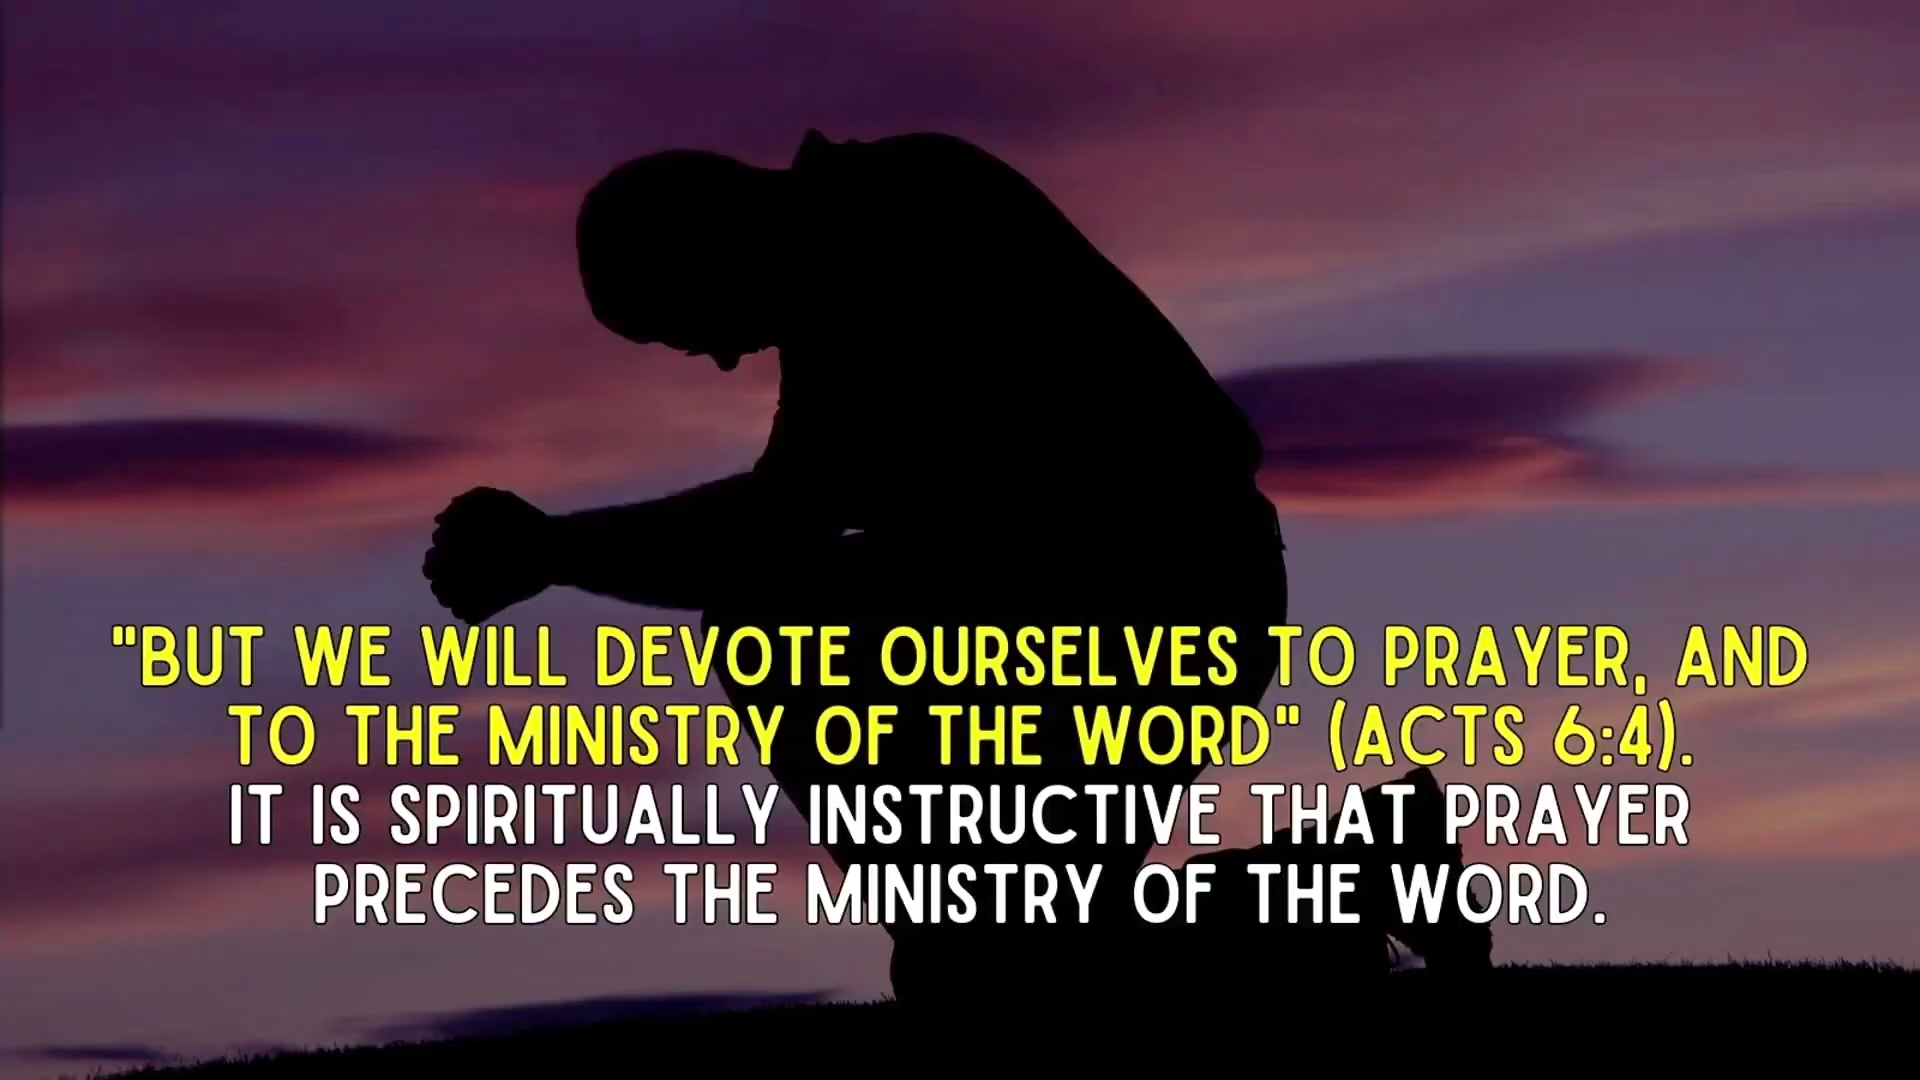 "BUT WE WILL DEVOTE OURSELVES TO PRAYER, AND
TO THE MINISTRY OF THE WORD" (ACTS 6:4).
IT IS SPIRITUALLY INSTRUCTIVE THAT PRAYER
PRECEDES THE MINISTRY OF THE WORD.